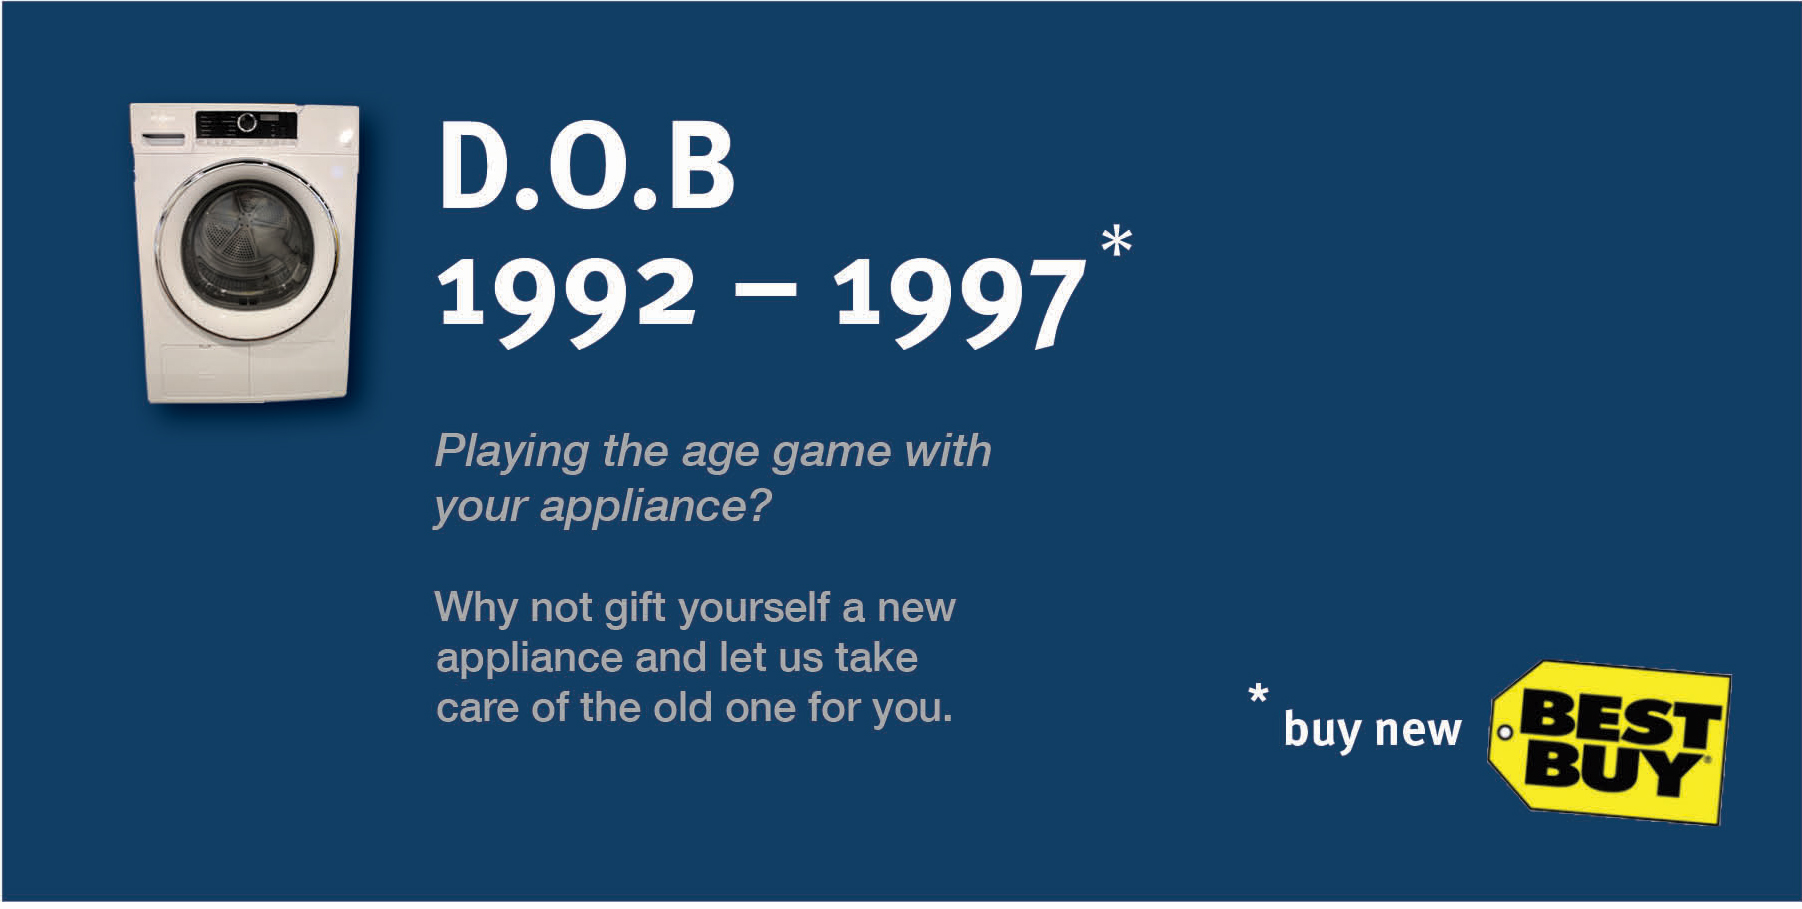 D.O.B
1992 – 1997*
Playing the age game with
your appliance?
Why not gift yourself a new
appliance and let us take
care of the old one for you.
* buy new
BEST
BUY®